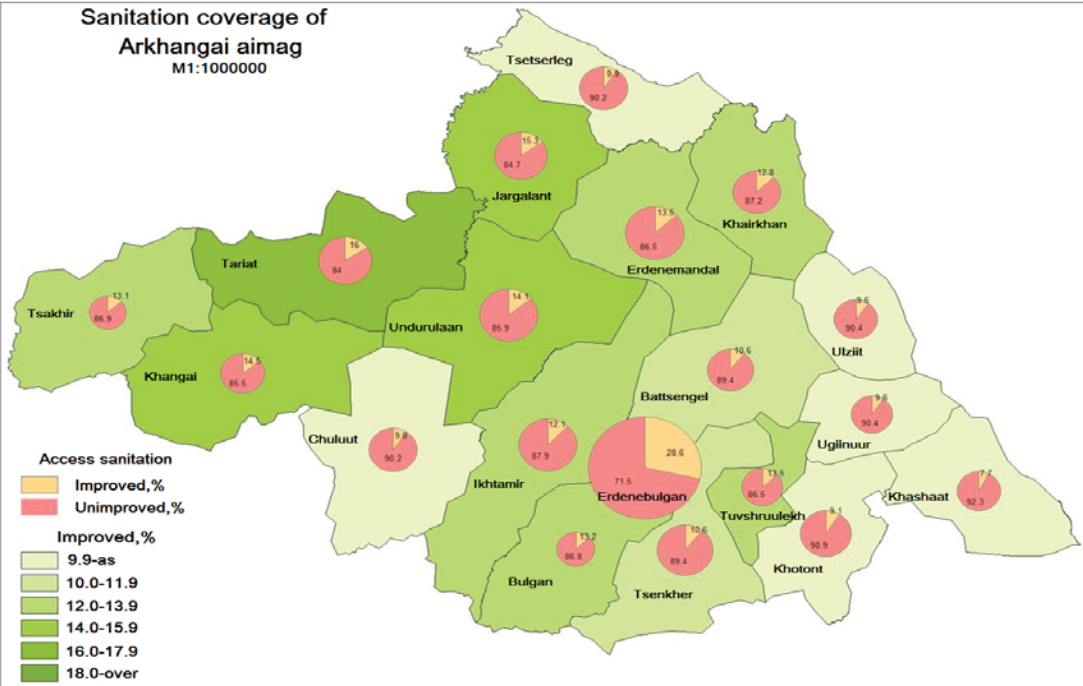 Sanitation coverage of
Arkhangai aimag
M1:1000000
Tsetserleg
9.9
90.2
15.3
84.7
Jargalant
12.8
87.2
Khairkhan
13.5
86.5
Erdenemandal
16
84
Tariat
13.1
86.9
Tsakhir
14.1
85.9
Undurulaan
9.6
90.4
Ulziit
14.5
85.5
Khangai
10.6
89.4
Battsengel
9.6
90.4
Ugiinuur
9.8
90.2
Chuluut
12.1
87.9
Ikhtamir
28.6
71.5
Erdenebulgan
13.5
86.5
Tuvshruulekh
7.7
92.3
Khashaat
9.1
90.9
Khotont
13.2
86.8
Bulgan
10.6
89.4
Tsenkher
Access sanitation
Improved,%
Unimproved,%
Improved,%
9.9-as
10.0-11.9
12.0-13.9
14.0-15.9
16.0-17.9
18.0-over